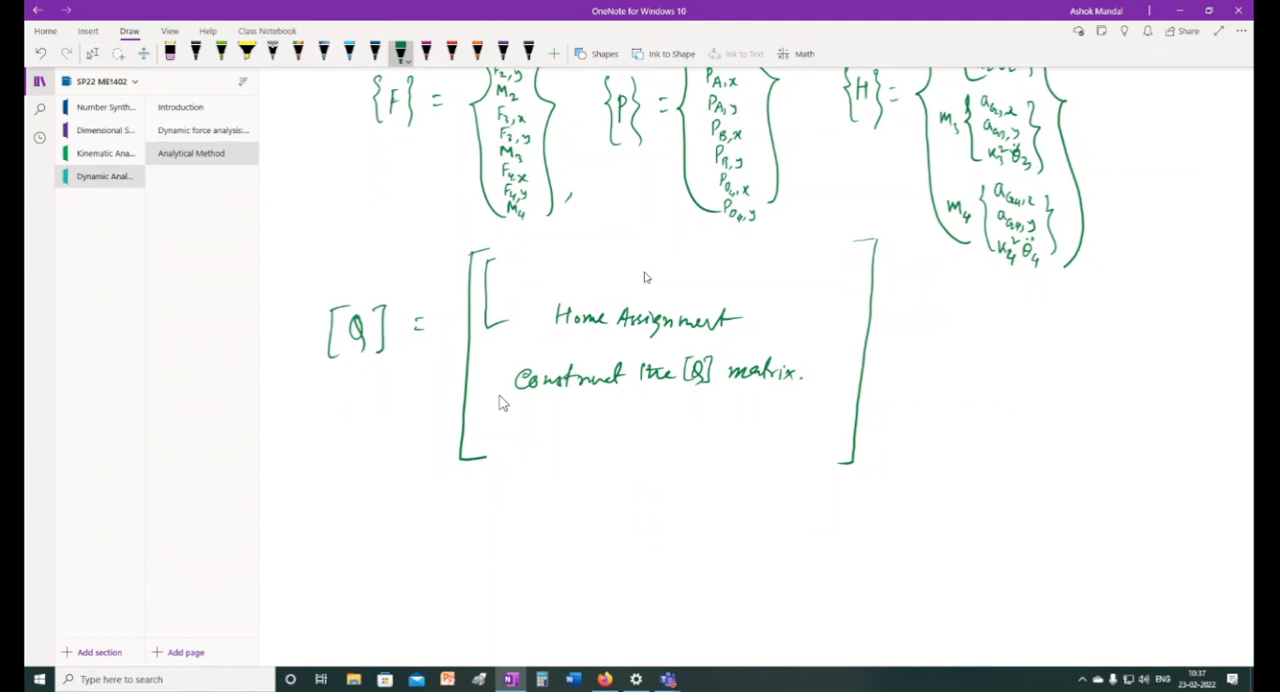 OneNote for Windows 10
Ashok Mandal
Home Insert Draw View Help Class Notebook
Share
Shapes Ink to Shape Ink to Text Math
SP22 ME1402
Number Synth...
Dimensional S...
Kinematic Ana...
Dynamic Anal...
Introduction
Dynamic force analysis:...
Analytical Method
{F} =
F2,y
M2
F3,x
F3,y
M3
F4,x
F4,y
M4 ,
{P} =
PA,x
PA,y
PB,x
PB,y
PO4,x
PO4,y
{H} =
m3 { aG3,x
aG3,y
k3² θ̈3 }
m4 { aG4,x
aG4,y
k4² θ̈4 }
[Q] =
Home Assignment
Construct the [Q] matrix.
Add section Add page
Type here to search
ENG
10:37
23-02-2022